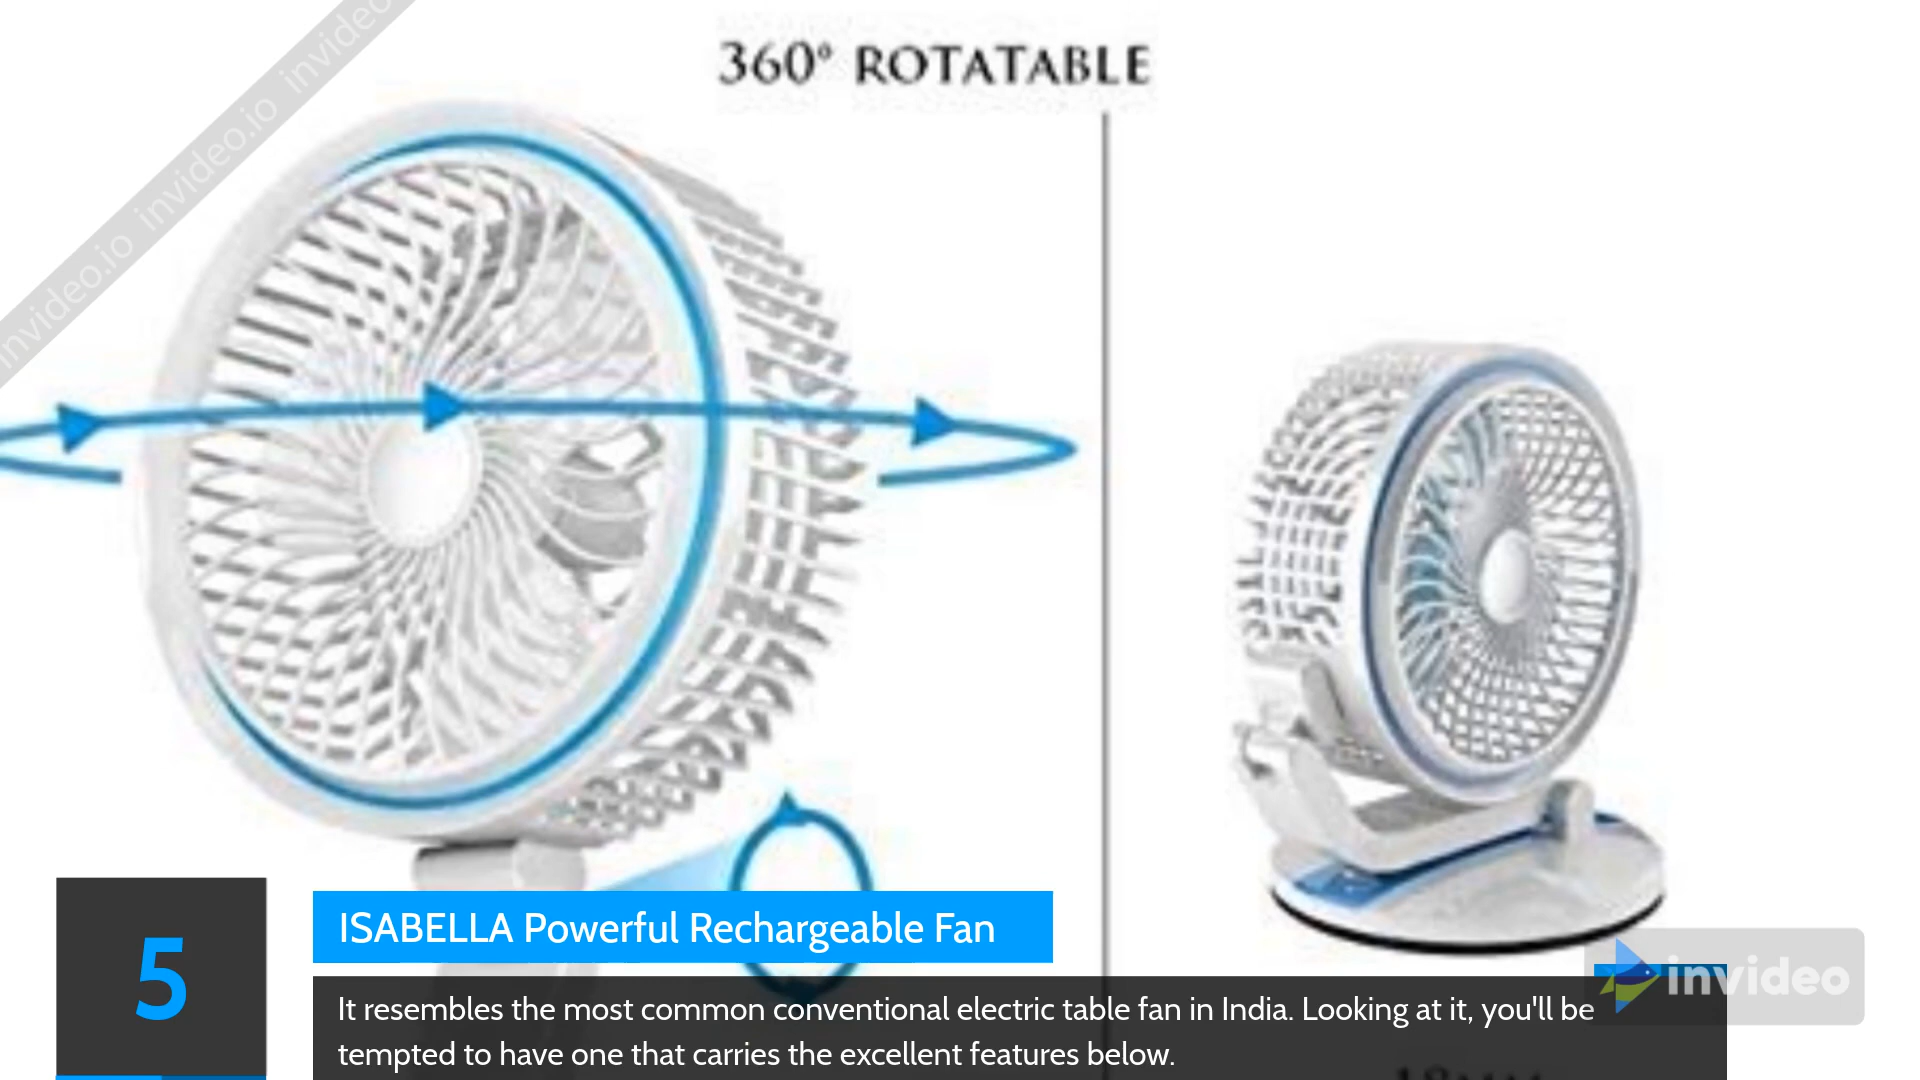 360° ROTATABLE
invideo.io invideo.io invideo.io
5
ISABELLA Powerful Rechargeable Fan
It resembles the most common conventional electric table fan in India. Looking at it, you'll be
tempted to have one that carries the excellent features below.
invideo